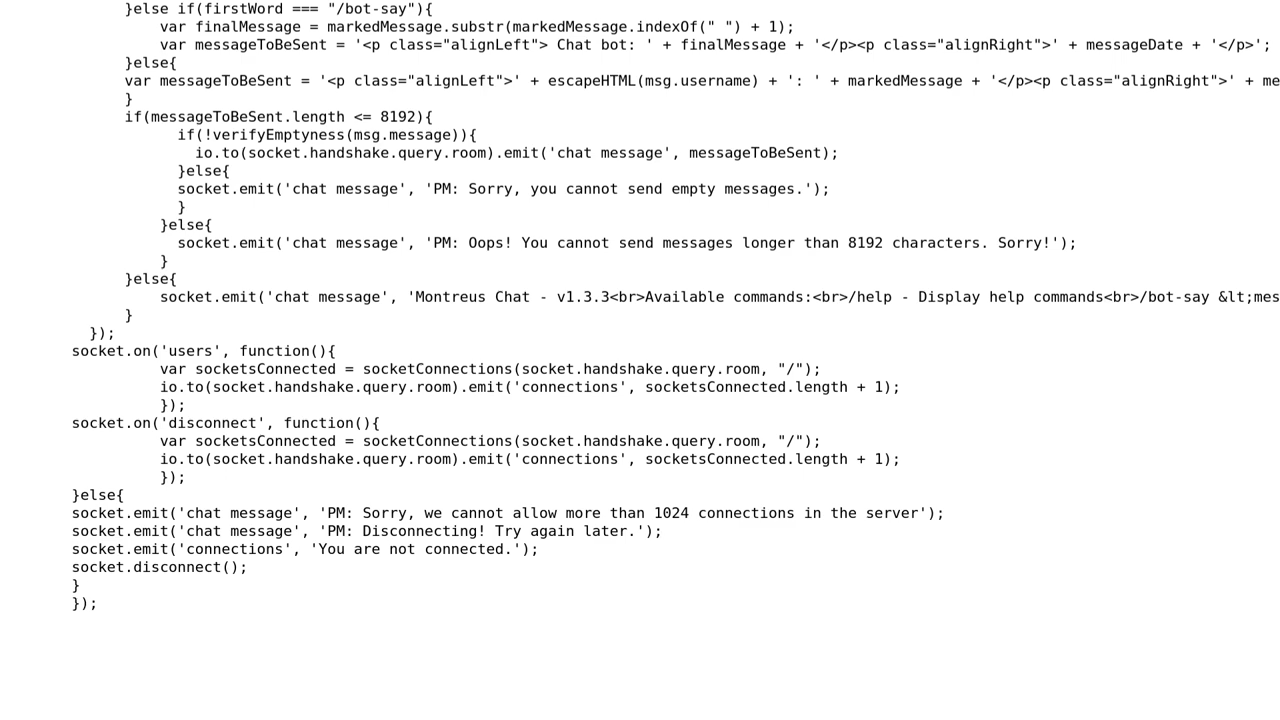 }else if(firstWord === "/bot-say"){
var finalMessage = markedMessage.substr(markedMessage.indexOf(" ") + 1);
var messageToBeSent = '<p class="alignLeft"> Chat bot: ' + finalMessage + '</p><p class="alignRight">' + messageDate + '</p>';
}else{
var messageToBeSent = '<p class="alignLeft">' + escapeHTML(msg.username) + ': ' + markedMessage + '</p><p class="alignRight">' + me
}
if(messageToBeSent.length <= 8192){
if(!verifyEmptyness(msg.message)){
io.to(socket.handshake.query.room).emit('chat message', messageToBeSent);
}else{
socket.emit('chat message', 'PM: Sorry, you cannot send empty messages.');
}
}else{
socket.emit('chat message', 'PM: Oops! You cannot send messages longer than 8192 characters. Sorry!');
}
}else{
socket.emit('chat message', 'Montreus Chat - v1.3.3<br>Available commands:<br>/help - Display help commands<br>/bot-say &lt;mes
}
});
socket.on('users', function(){
var socketsConnected = socketConnections(socket.handshake.query.room, "/");
io.to(socket.handshake.query.room).emit('connections', socketsConnected.length + 1);
});
socket.on('disconnect', function(){
var socketsConnected = socketConnections(socket.handshake.query.room, "/");
io.to(socket.handshake.query.room).emit('connections', socketsConnected.length + 1);
});
}else{
socket.emit('chat message', 'PM: Sorry, we cannot allow more than 1024 connections in the server');
socket.emit('chat message', 'PM: Disconnecting! Try again later.');
socket.emit('connections', 'You are not connected.');
socket.disconnect();
}
});